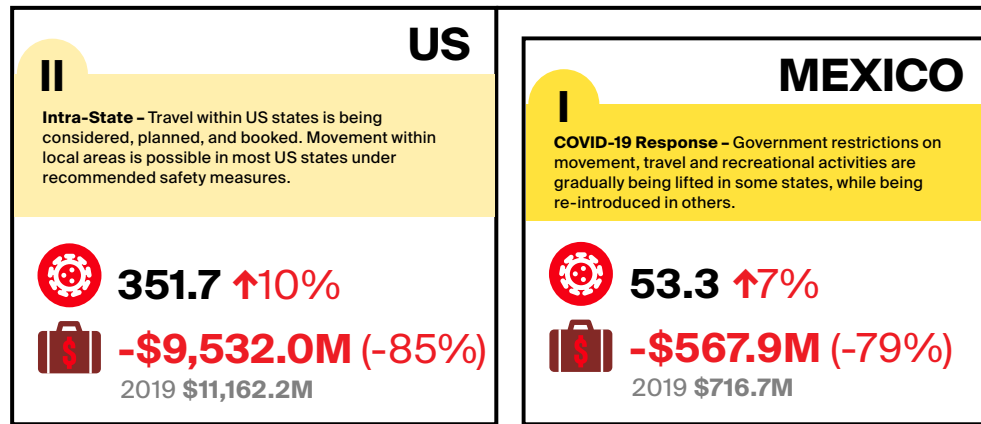 US
II
Intra-State – Travel within US states is being
considered, planned, and booked. Movement within
local areas is possible in most US states under
recommended safety measures.
351.7 ↑10%
-$9,532.0M (-85%)
2019 $11,162.2M
MEXICO
I
COVID-19 Response – Government restrictions on
movement, travel and recreational activities are
gradually being lifted in some states, while being
re-introduced in others.
53.3 ↑7%
-$567.9M (-79%)
2019 $716.7M